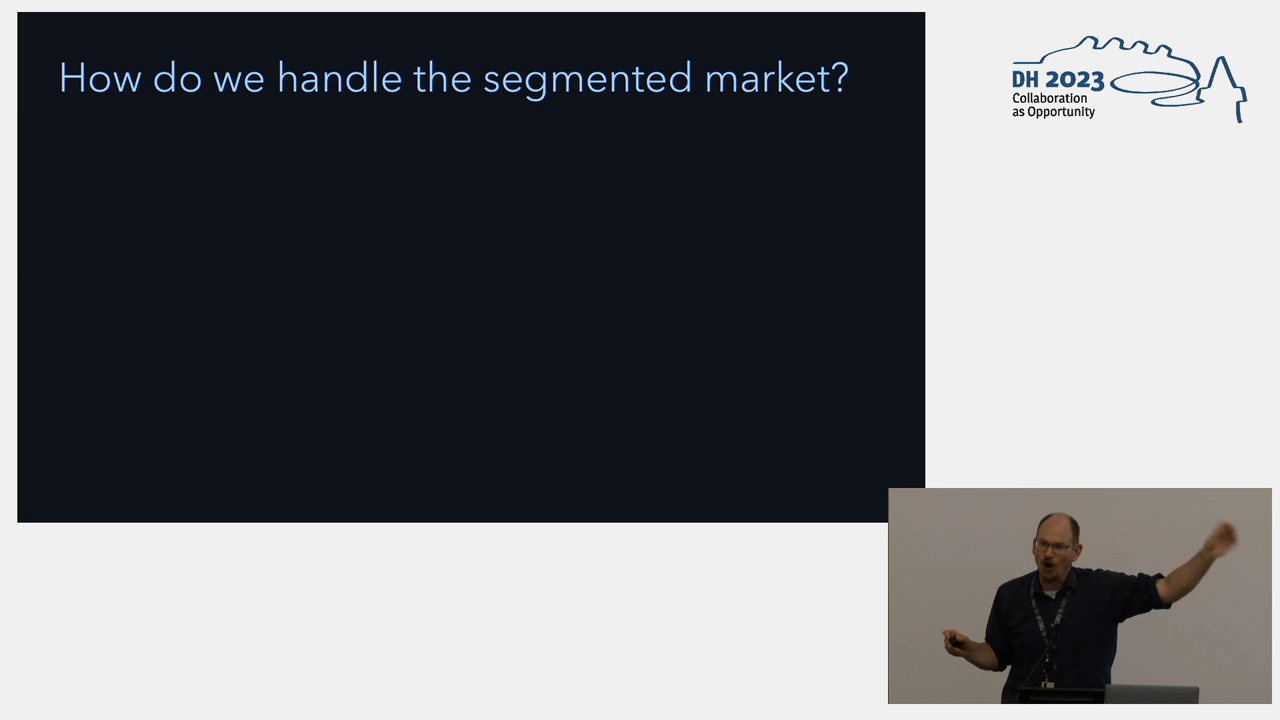 How do we handle the segmented market?
DH 2023
Collaboration
as Opportunity